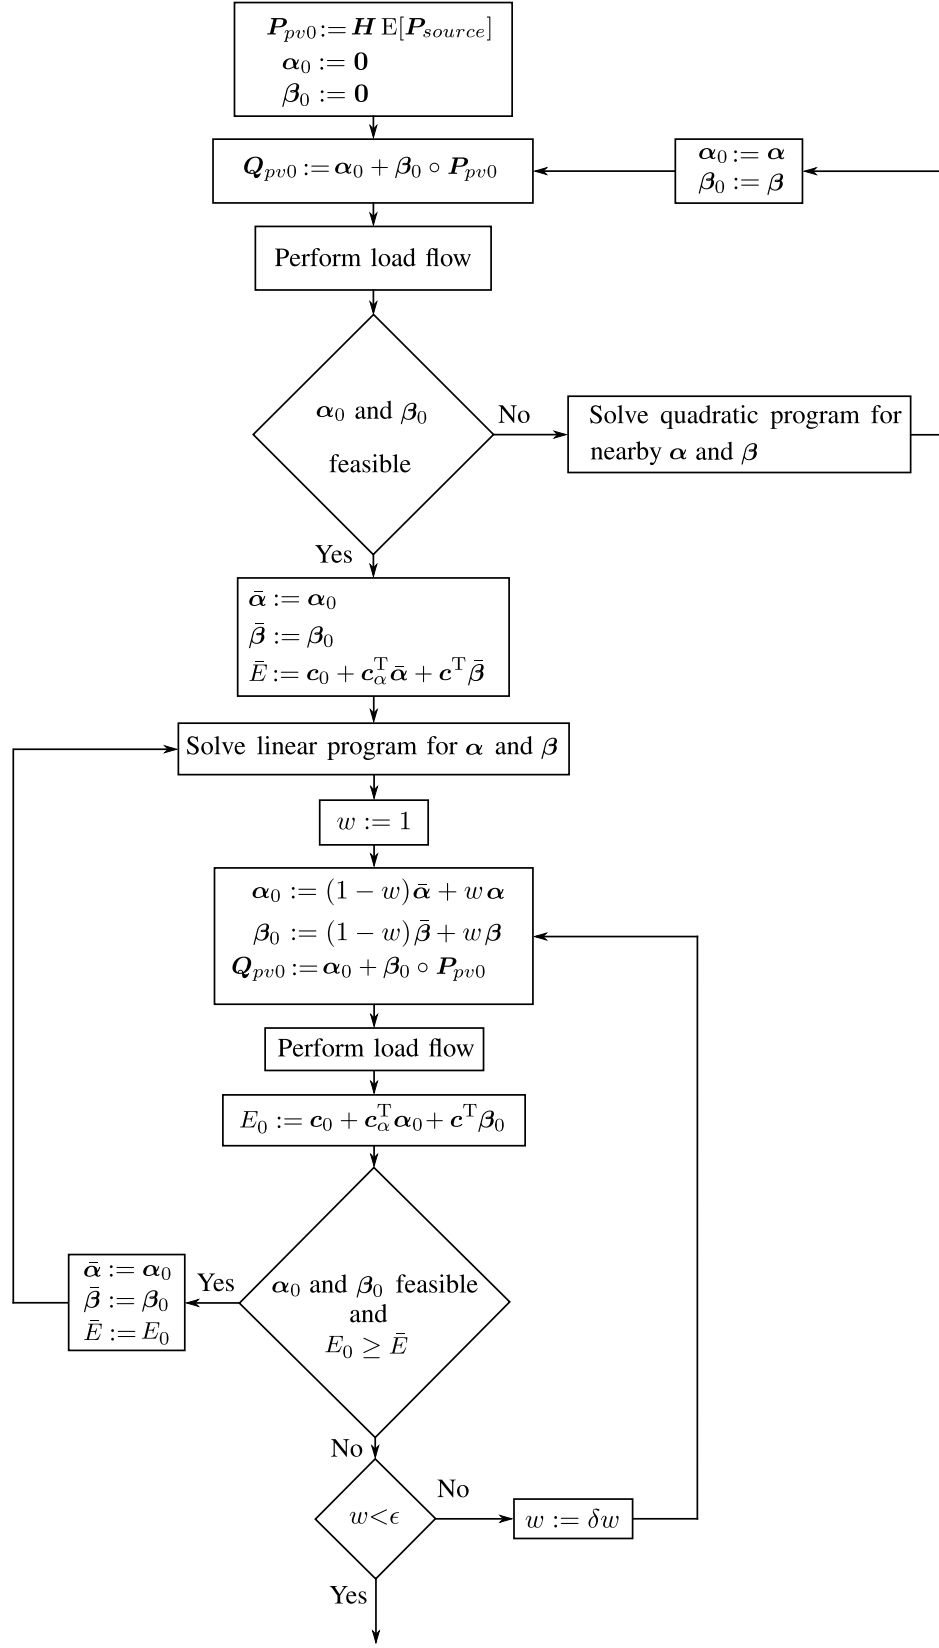 P_{pv0} := H E[P_{source}]
α_0 := 0
β_0 := 0
Q_{pv0} := α_0 + β_0 ∘ P_{pv0}
α_0 := α
β_0 := β
Perform load flow
α_0 and β_0
feasible
No
Solve quadratic program for
nearby α and β
Yes
ᾱ := α_0
β̄ := β_0
Ē := c_0 + c_α^T ᾱ + c^T β̄
Solve linear program for α and β
w := 1
α_0 := (1 − w) ᾱ + w α
β_0 := (1 − w) β̄ + w β
Q_{pv0} := α_0 + β_0 ∘ P_{pv0}
Perform load flow
E_0 := c_0 + c_α^T α_0 + c^T β_0
ᾱ := α_0
β̄ := β_0
Ē := E_0
Yes
α_0 and β_0 feasible
and
E_0 ≥ Ē
No
w<ϵ
No
w := δw
Yes